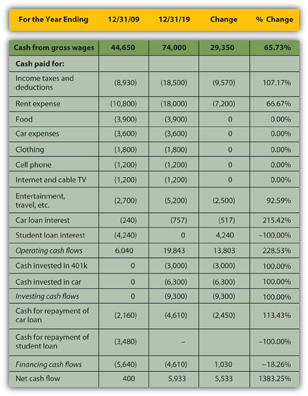 For the Year Ending 12/31/09 12/31/19 Change % Change
Cash from gross wages 44,650 74,000 29,350 65.73%
Cash paid for:
Income taxes and
deductions (8,930) (18,500) (9,570) 107.17%
Rent expense (10,800) (18,000) (7,200) 66.67%
Food (3,900) (3,900) 0 0.00%
Car expenses (3,600) (3,600) 0 0.00%
Clothing (1,800) (1,800) 0 0.00%
Cell phone (1,200) (1,200) 0 0.00%
Internet and cable TV (1,200) (1,200) 0 0.00%
Entertainment,
travel, etc. (2,700) (5,200) (2,500) 92.59%
Car loan interest (240) (757) (517) 215.42%
Student loan interest (4,240) 0 4,240 –100.00%
Operating cash flows 6,040 19,843 13,803 228.53%
Cash invested in 401k 0 (3,000) (3,000) 100.00%
Cash invested in car 0 (6,300) (6,300) 100.00%
Investing cash flows 0 (9,300) (9,300) 100.00%
Cash for repayment of
car loan (2,160) (4,610) (2,450) 113.43%
Cash for repayment of
student loan (3,480) – –100.00%
Financing cash flows (5,640) (4,610) 1,030 –18.26%
Net cash flow 400 5,933 5,533 1383.25%